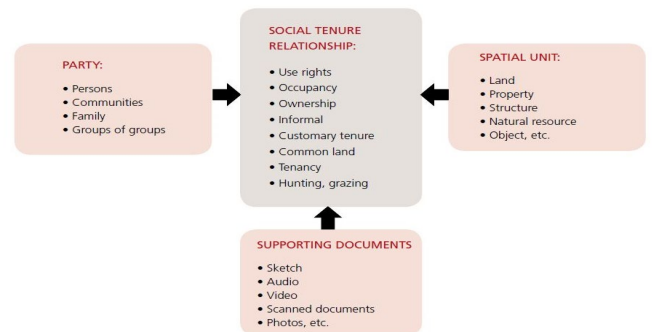 PARTY:
• Persons
• Communities
• Family
• Groups of groups
SOCIAL TENURE
RELATIONSHIP:
• Use rights
• Occupancy
• Ownership
• Informal
• Customary tenure
• Common land
• Tenancy
• Hunting, grazing
SPATIAL UNIT:
• Land
• Property
• Structure
• Natural resource
• Object, etc.
SUPPORTING DOCUMENTS
• Sketch
• Audio
• Video
• Scanned documents
• Photos, etc.